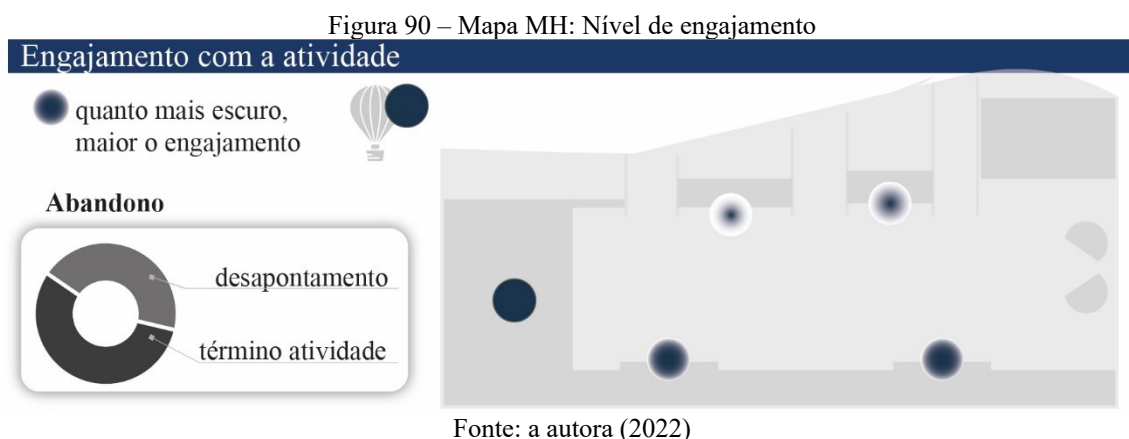 Figura 90 – Mapa MH: Nível de engajamento
Engajamento com a atividade
quanto mais escuro,
maior o engajamento
Abandono
desapontamento
término atividade
Fonte: a autora (2022)